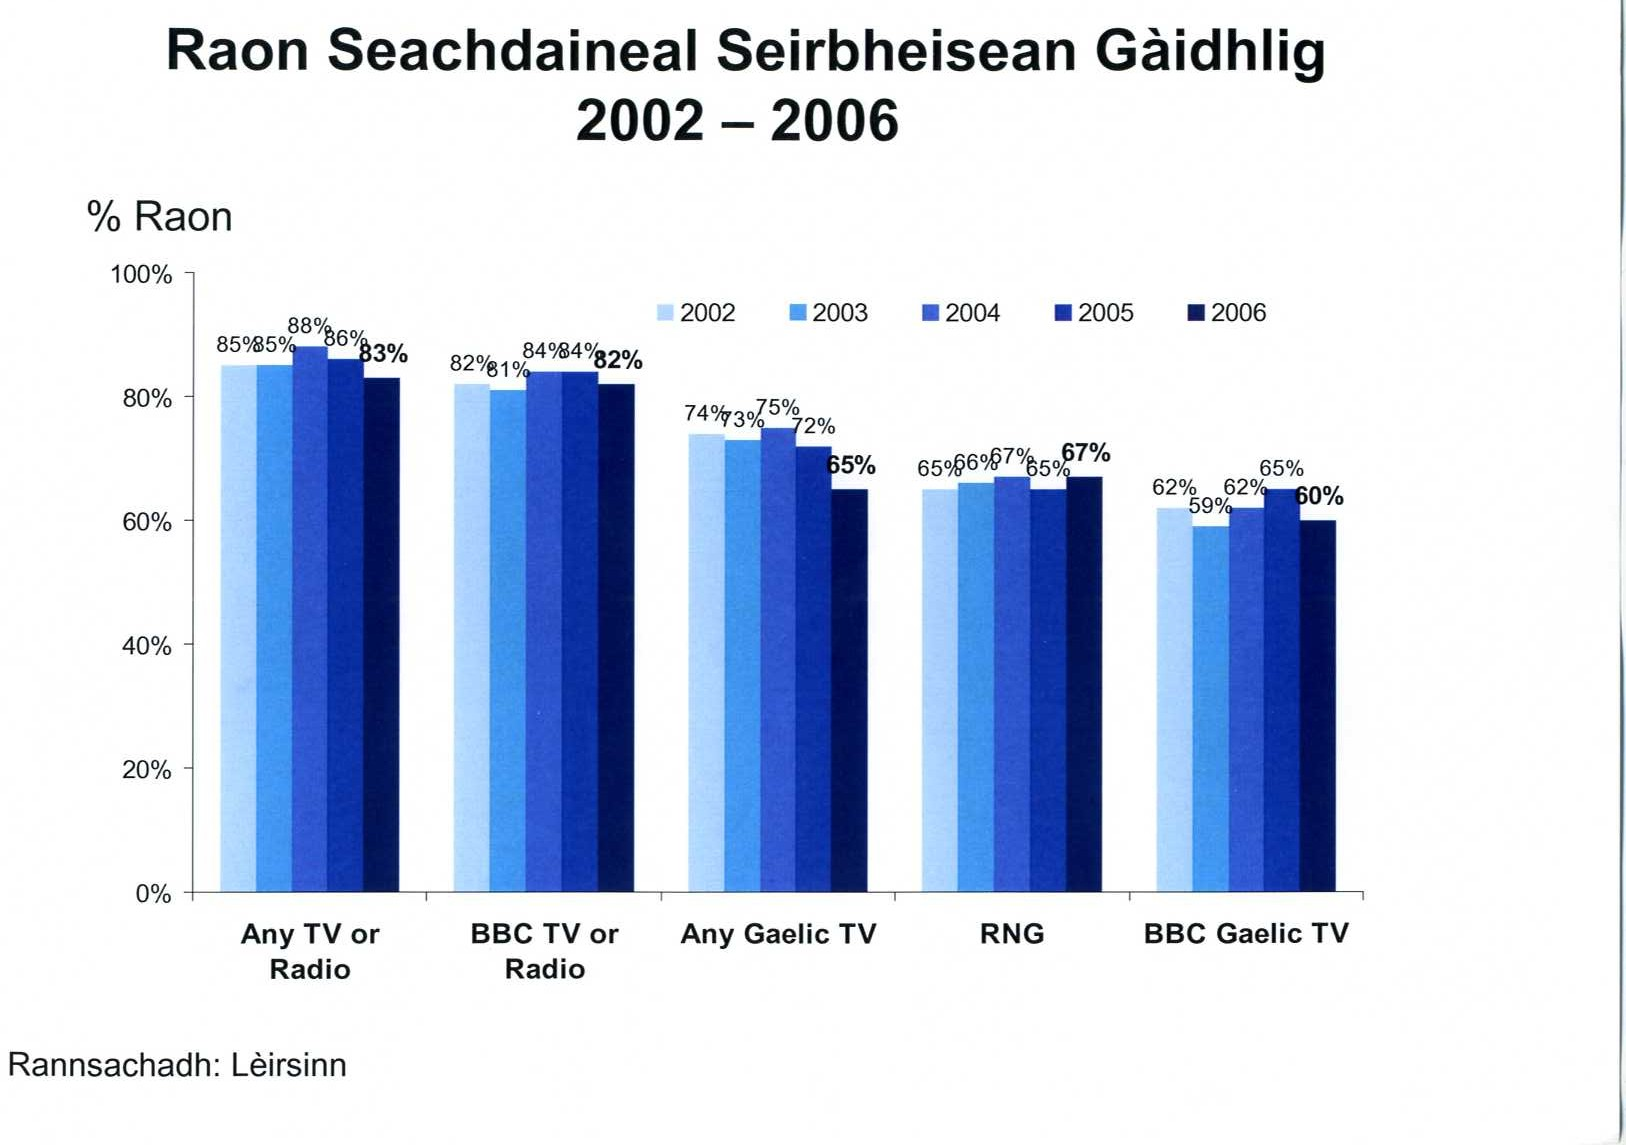 Raon Seachdaineal Seirbheisean Gàidhlig
2002 – 2006
% Raon
100%
80%
60%
40%
20%
0%
2002 2003 2004 2005 2006
85% 85% 88% 86% 83%
82% 81% 84% 84% 82%
74% 73% 75% 72% 65%
65% 66% 67% 65% 67%
62% 59% 62% 65% 60%
Any TV or
Radio
BBC TV or
Radio
Any Gaelic TV
RNG
BBC Gaelic TV
Rannsachadh: Lèirsinn